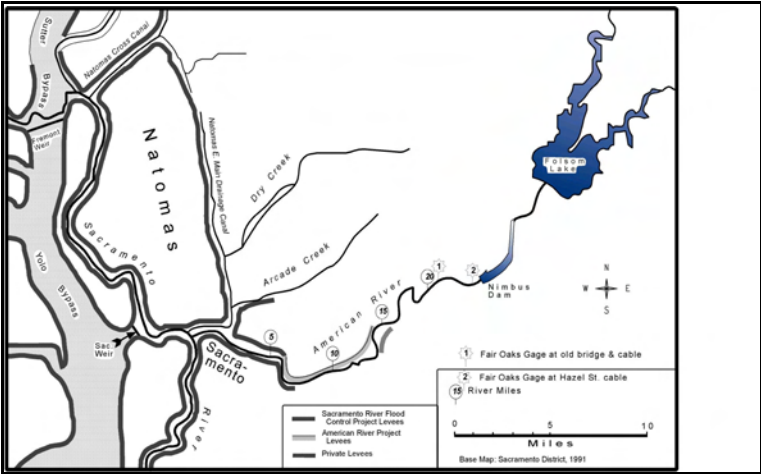 Sutter
Bypass
Natomas Cross Canal
Fremont
Weir
Natomas
Natomas E. Main Drainage Canal
Dry Creek
Folsom
Lake
Sacramento
Yolo
Bypass
Arcade Creek
American River
Nimbus
Dam
1
2
20
15
10
5
N
W E
S
Sac.
Weir
Sacra-
mento
River
1 Fair Oaks Gage at old bridge & cable
2 Fair Oaks Gage at Hazel St. cable
15 River Miles
0 5 10
Miles
Base Map: Sacramento District, 1991
Sacramento River Flood
Control Project Levees
American River Project
Levees
Private Levees